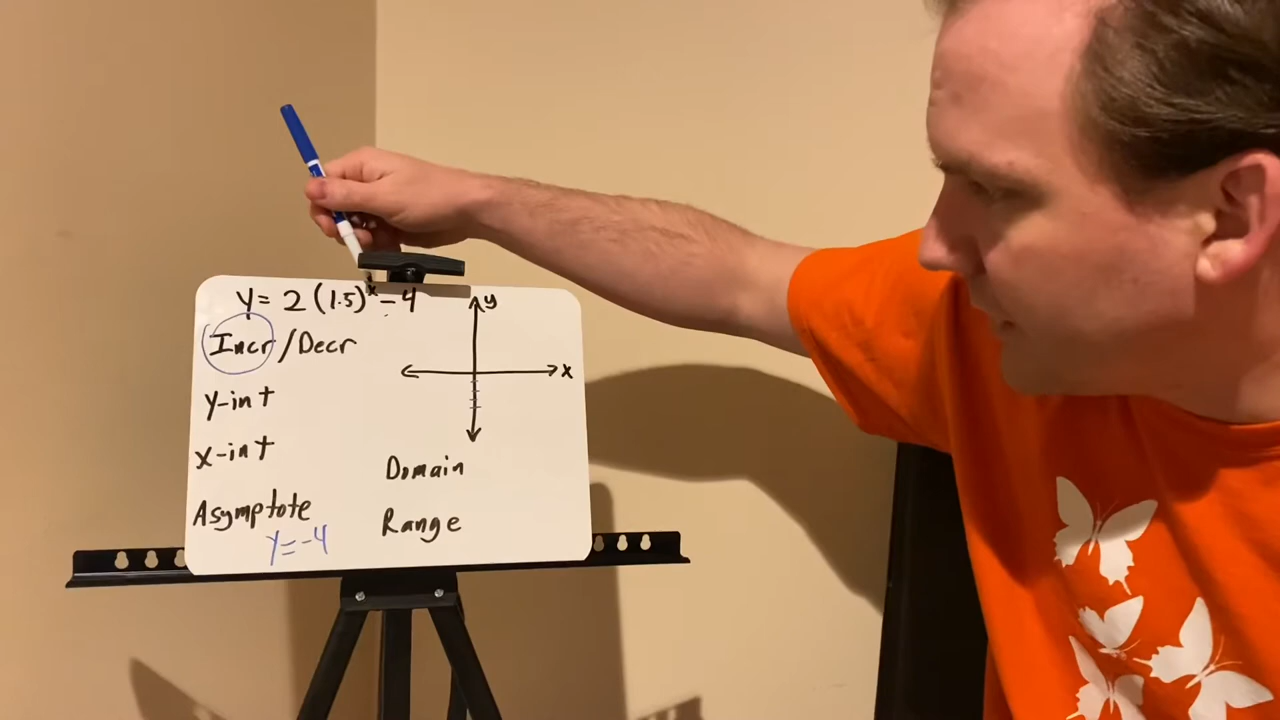 y = 2 (1.5)^x - 4
Incr / Decr
y-int
x-int
Asymptote
y = -4
y
x
Domain
Range